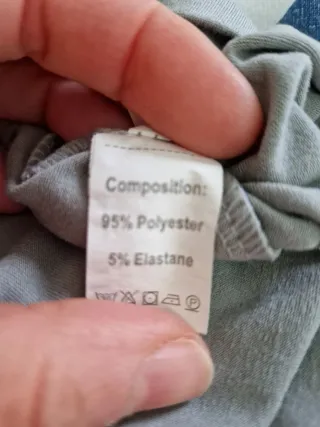 Composition:
95% Polyester
5% Elastane